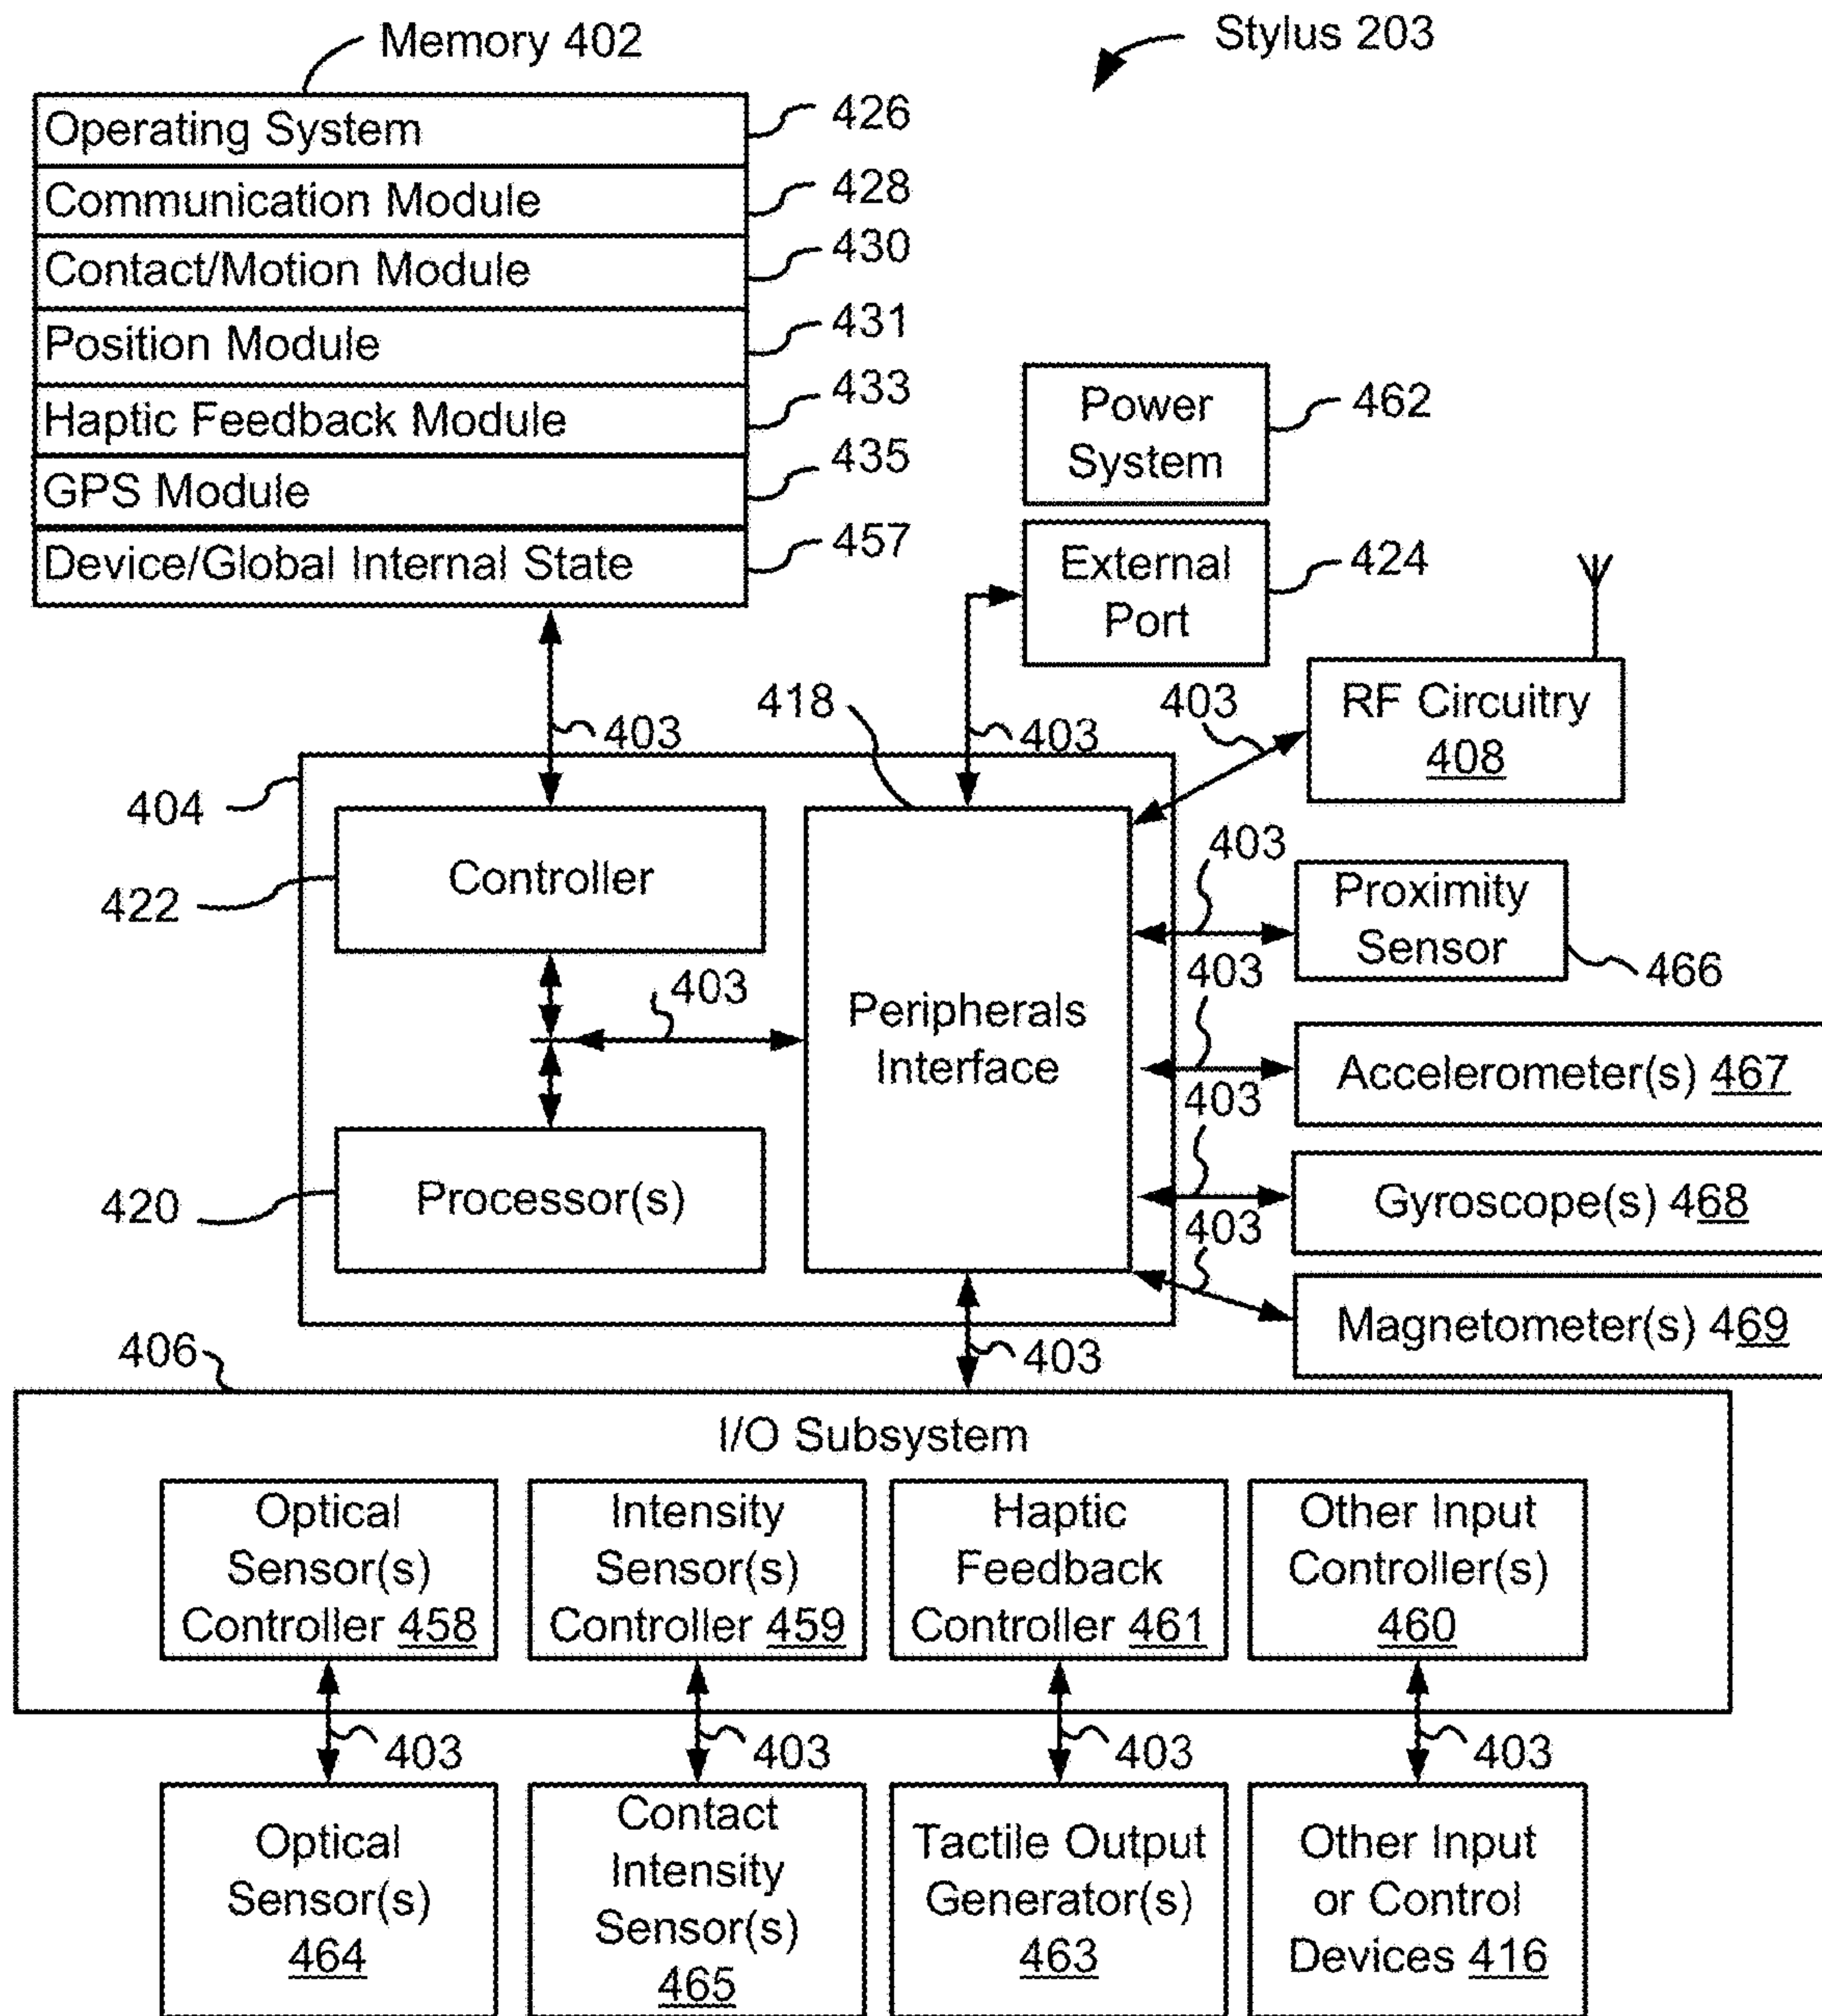 Memory 402
Stylus 203
Operating System
426
Communication Module
428
Contact/Motion Module
430
Position Module
431
Haptic Feedback Module
433
GPS Module
435
Device/Global Internal State
457
Power
System
462
External
Port
424
403
418
403
403
RF Circuitry
408
404
Controller
422
403
Peripherals
Interface
Processor(s)
420
403
Proximity
Sensor
466
403
Accelerometer(s) 467
403
Gyroscope(s) 468
403
Magnetometer(s) 469
403
406
I/O Subsystem
Optical
Sensor(s)
Controller 458
Intensity
Sensor(s)
Controller 459
Haptic
Feedback
Controller 461
Other Input
Controller(s)
460
403
403
403
403
Optical
Sensor(s)
464
Contact
Intensity
Sensor(s)
465
Tactile Output
Generator(s)
463
Other Input
or Control
Devices 416